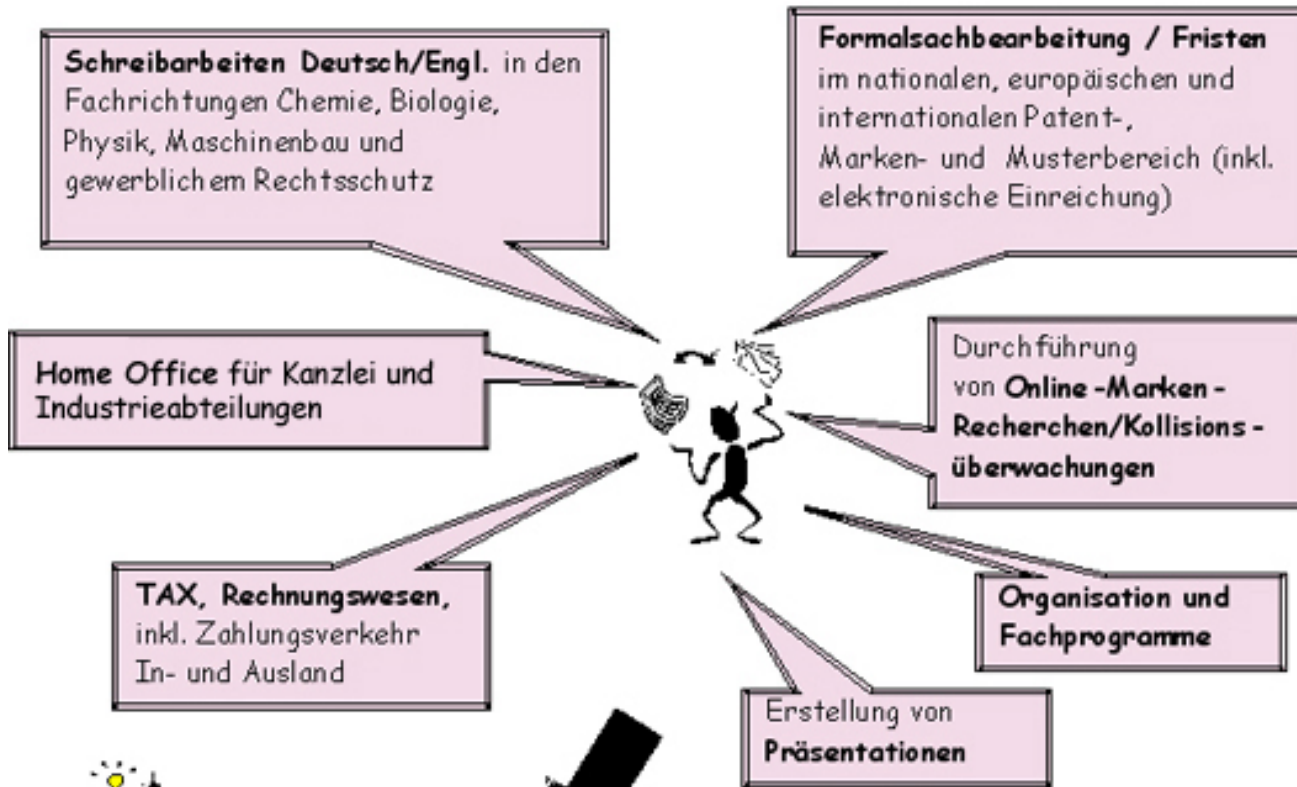 Schreibarbeiten Deutsch/Engl. in den
Fachrichtungen Chemie, Biologie,
Physik, Maschinenbau und
gewerblichem Rechtsschutz
Formalsachbearbeitung / Fristen
im nationalen, europäischen und
internationalen Patent-,
Marken- und Musterbereich (inkl.
elektronische Einreichung)
Home Office für Kanzlei und
Industrieabteilungen
Durchführung
von Online-Marken-
Recherchen/Kollisions-
überwachungen
TAX, Rechnungswesen,
inkl. Zahlungsverkehr
In- und Ausland
Organisation und
Fachprogramme
Erstellung von
Präsentationen